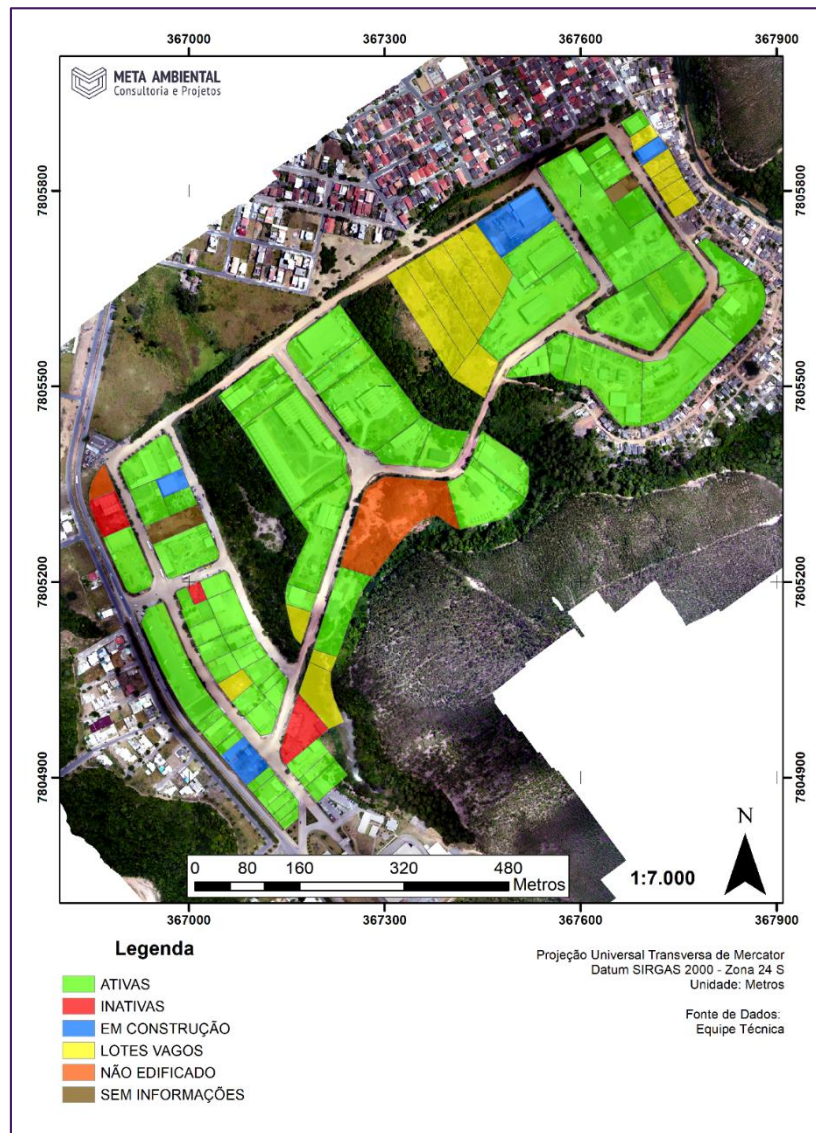 367000 367300 367600 367900
META AMBIENTAL
Consultoria e Projetos
7805800 7805800
7805500 7805500
7805200 7805200
7804900 7804900
N
0 80 160 320 480
Metros
1:7.000
367000 367300 367600 367900
Legenda
ATIVAS
INATIVAS
EM CONSTRUÇÃO
LOTES VAGOS
NÃO EDIFICADO
SEM INFORMAÇÕES
Projeção Universal Transversa de Mercator
Datum SIRGAS 2000 - Zona 24 S
Unidade: Metros
Fonte de Dados:
Equipe Técnica